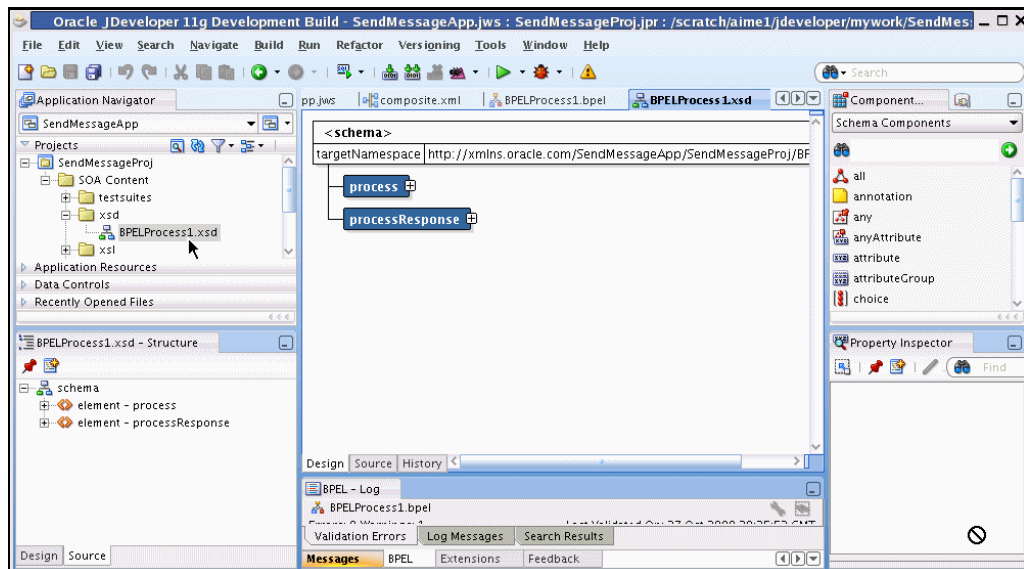 Oracle JDeveloper 11g Development Build - SendMessageApp.jws : SendMessageProj.jpr : /scratch/aime1/jdeveloper/mywork/SendMes
File Edit View Search Navigate Build Run Refactor Versioning Tools Window Help
Search
Application Navigator
SendMessageApp
Projects
SendMessageProj
SOA Content
testsuites
xsd
BPELProcess1.xsd
xsl
Application Resources
Data Controls
Recently Opened Files
BPELProcess1.xsd - Structure
schema
element - process
element - processResponse
Design Source
pp.jws composite.xml BPELProcess1.bpel BPELProcess1.xsd
<schema>
targetNamespace http://xmlns.oracle.com/SendMessageApp/SendMessageProj/BP
process
processResponse
Design Source History
BPEL - Log
BPELProcess1.bpel
Validation Errors Log Messages Search Results
Messages BPEL Extensions Feedback
Component...
Schema Components
all
annotation
any
anyAttribute
attribute
attributeGroup
choice
Property Inspector
Find